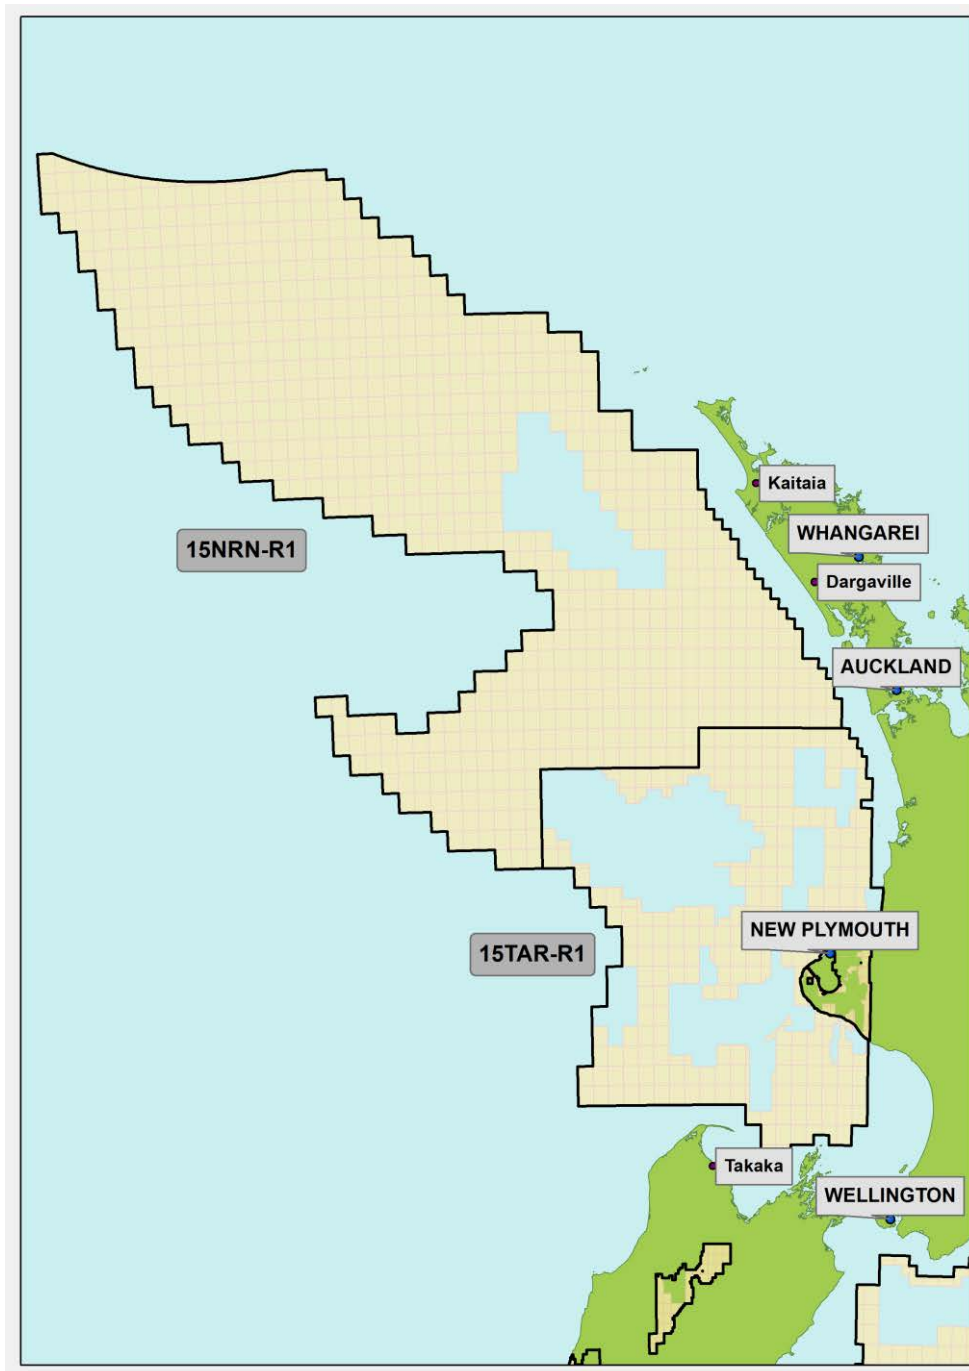 Kaitaia
WHANGAREI
15NRN-R1
Dargaville
AUCKLAND
NEW PLYMOUTH
15TAR-R1
Takaka
WELLINGTON